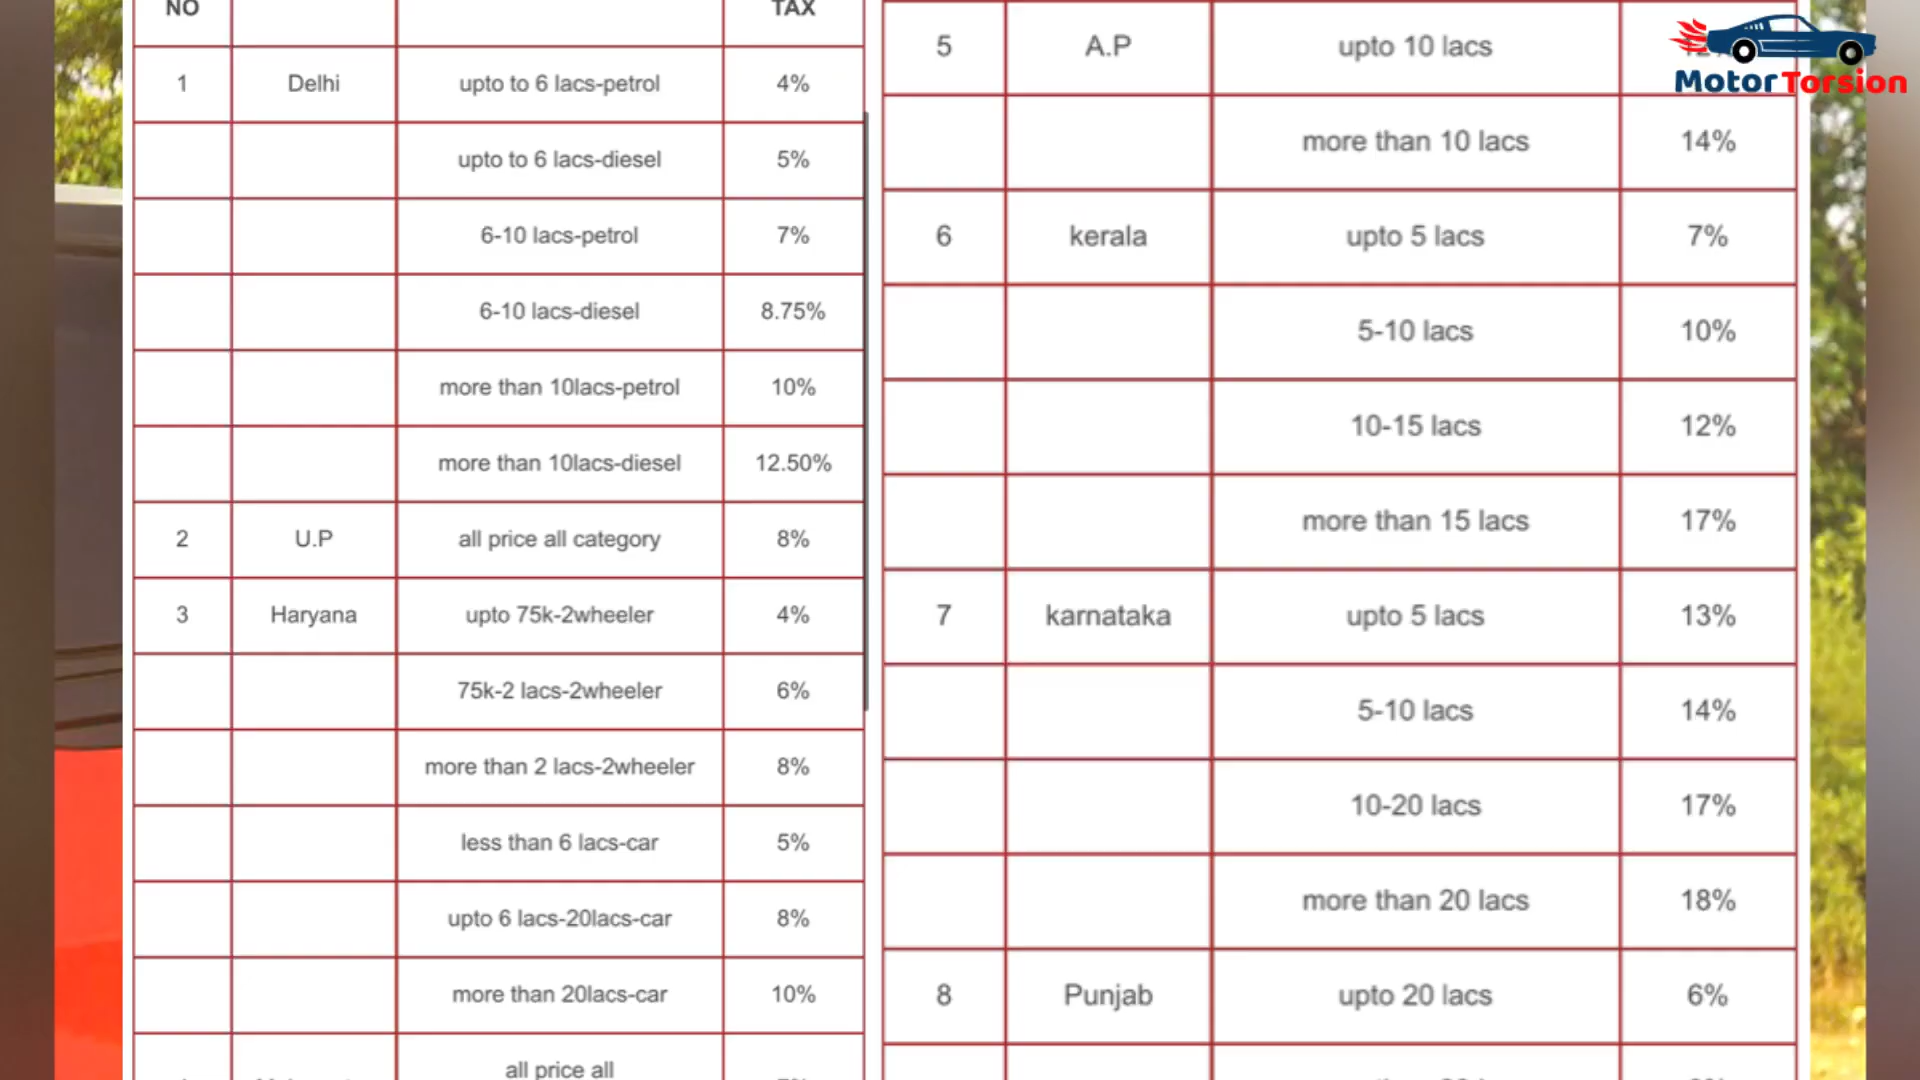 NO TAX
1 Delhi upto to 6 lacs-petrol 4%
upto to 6 lacs-diesel 5%
6-10 lacs-petrol 7%
6-10 lacs-diesel 8.75%
more than 10lacs-petrol 10%
more than 10lacs-diesel 12.50%
2 U.P all price all category 8%
3 Haryana upto 75k-2wheeler 4%
75k-2 lacs-2wheeler 6%
more than 2 lacs-2wheeler 8%
less than 6 lacs-car 5%
upto 6 lacs-20lacs-car 8%
more than 20lacs-car 10%
all price all
5 A.P upto 10 lacs
more than 10 lacs 14%
6 kerala upto 5 lacs 7%
5-10 lacs 10%
10-15 lacs 12%
more than 15 lacs 17%
7 karnataka upto 5 lacs 13%
5-10 lacs 14%
10-20 lacs 17%
more than 20 lacs 18%
8 Punjab upto 20 lacs 6%
MotorTorsion